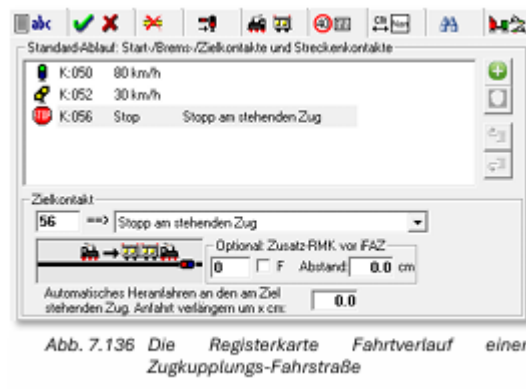 abc
40
Standard-Ablauf: Start-/Brems-/Zielkontakte und Streckenkontakte
K:050 80 km/h
K:052 30 km/h
STOP K:056 Stop Stopp am stehenden Zug
Zielkontakt
56 ==> Stopp am stehenden Zug
Optional: Zusatz-RMK vor iFAZ
0 F Abstand: 0.0 cm
Automatisches Heranfahren an den am Ziel
stehenden Zug. Anfahrt verlängern um x cm: 0.0
Abb. 7.136 Die Registerkarte Fahrtverlauf einer
Zugkupplungs-Fahrstraße